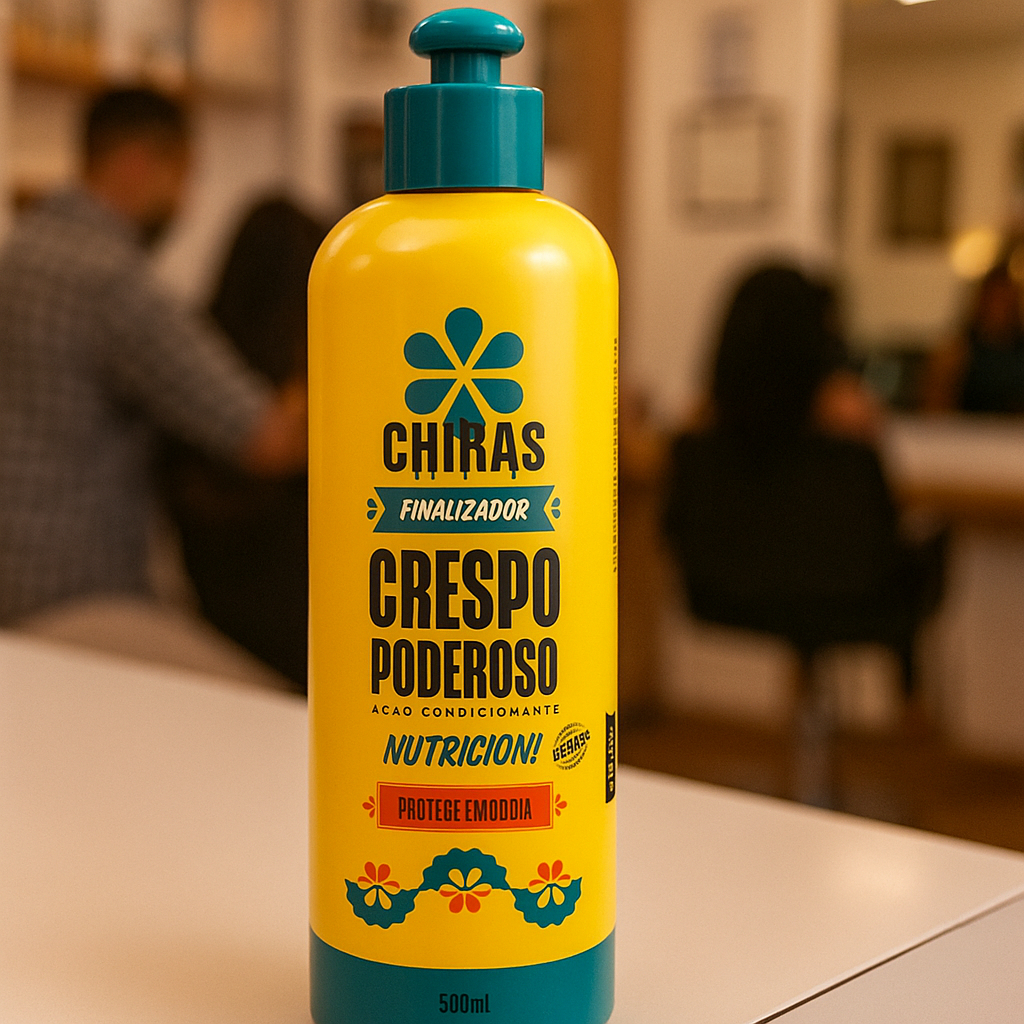 CHIRAS
FINALIZADOR
CRESPO
PODEROSO
ACAO CONDICIOMANTE
NUTRICION!
PROTEGE EMODDIA
500ml